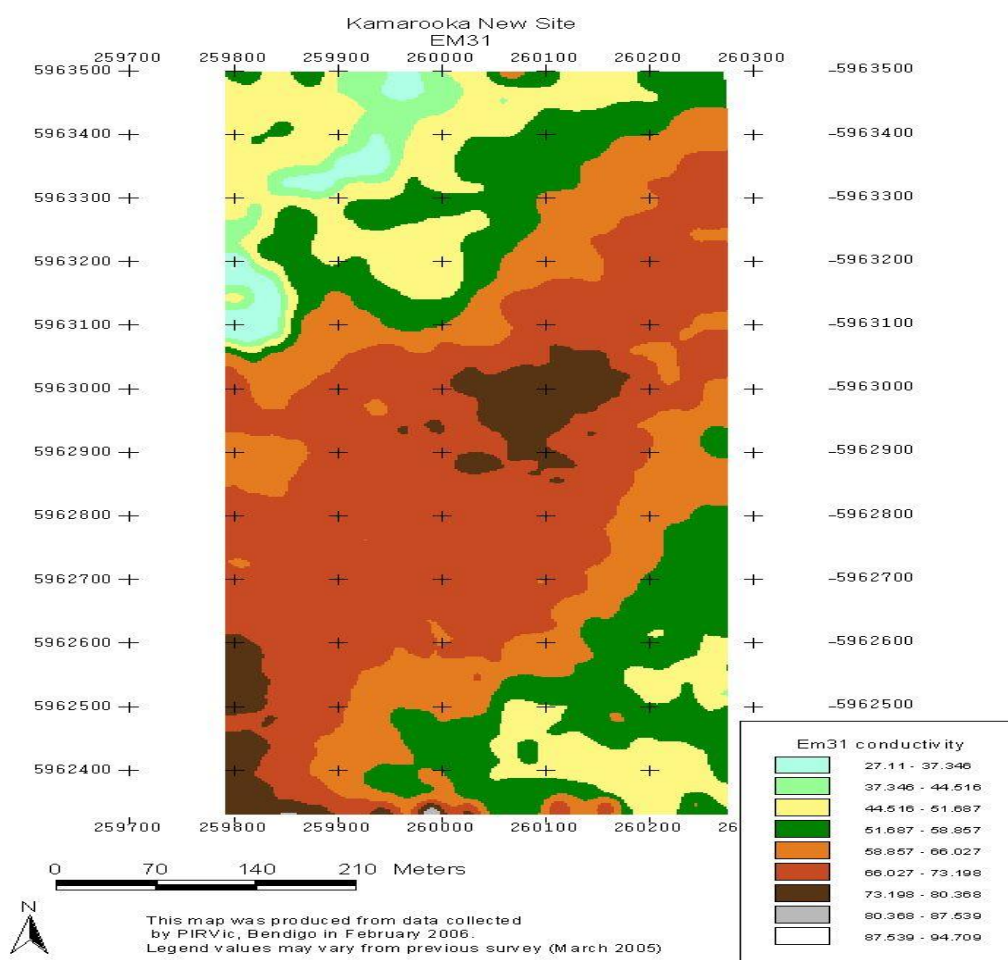 Kamarooka New Site
EM31
259700 259800 259900 260000 260100 260200 260300
5963500 5963500
5963400 5963400
5963300 5963300
5963200 5963200
5963100 5963100
5963000 5963000
5962900 5962900
5962800 5962800
5962700 5962700
5962600 5962600
5962500 5962500
5962400
259700 259800 259900 260000 260100 260200 26
Em31 conductivity
27.11 - 37.346
37.346 - 44.516
44.516 - 51.687
51.687 - 58.857
58.857 - 66.027
66.027 - 73.198
73.198 - 80.368
80.368 - 87.539
87.539 - 94.709
0 70 140 210 Meters
N
This map was produced from data collected
by PIRVic, Bendigo in February 2006.
Legend values may vary from previous survey (March 2005)